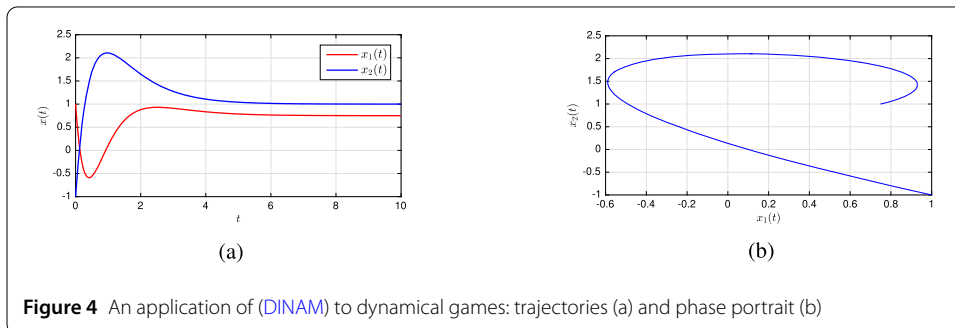 2.5
2
1.5
1
0.5
0
-0.5
-1
x(t)
x₁(t)
x₂(t)
0 2 4 6 8 10
t
(a)
2.5
2
1.5
1
0.5
0
-0.5
-1
x₂(t)
-0.6 -0.4 -0.2 0 0.2 0.4 0.6 0.8 1
x₁(t)
(b)
Figure 4 An application of (DINAM) to dynamical games: trajectories (a) and phase portrait (b)